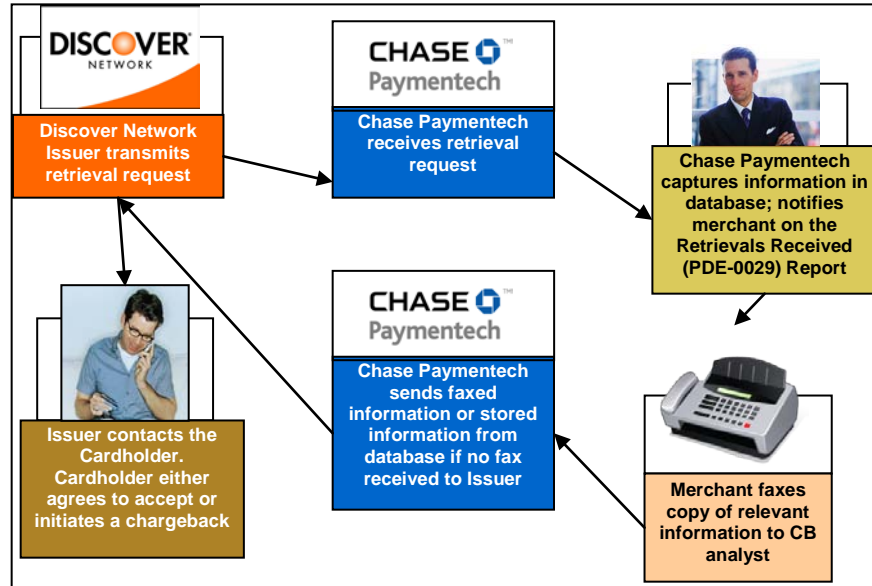 DISCOVER®
NETWORK
Discover Network
Issuer transmits
retrieval request
CHASE ™
Paymentech
Chase Paymentech
receives retrieval
request
Chase Paymentech
captures information in
database; notifies
merchant on the
Retrievals Received
(PDE-0029) Report
Merchant faxes
copy of relevant
information to CB
analyst
CHASE ™
Paymentech
Chase Paymentech
sends faxed
information or stored
information from
database if no fax
received to Issuer
Issuer contacts the
Cardholder.
Cardholder either
agrees to accept or
initiates a chargeback